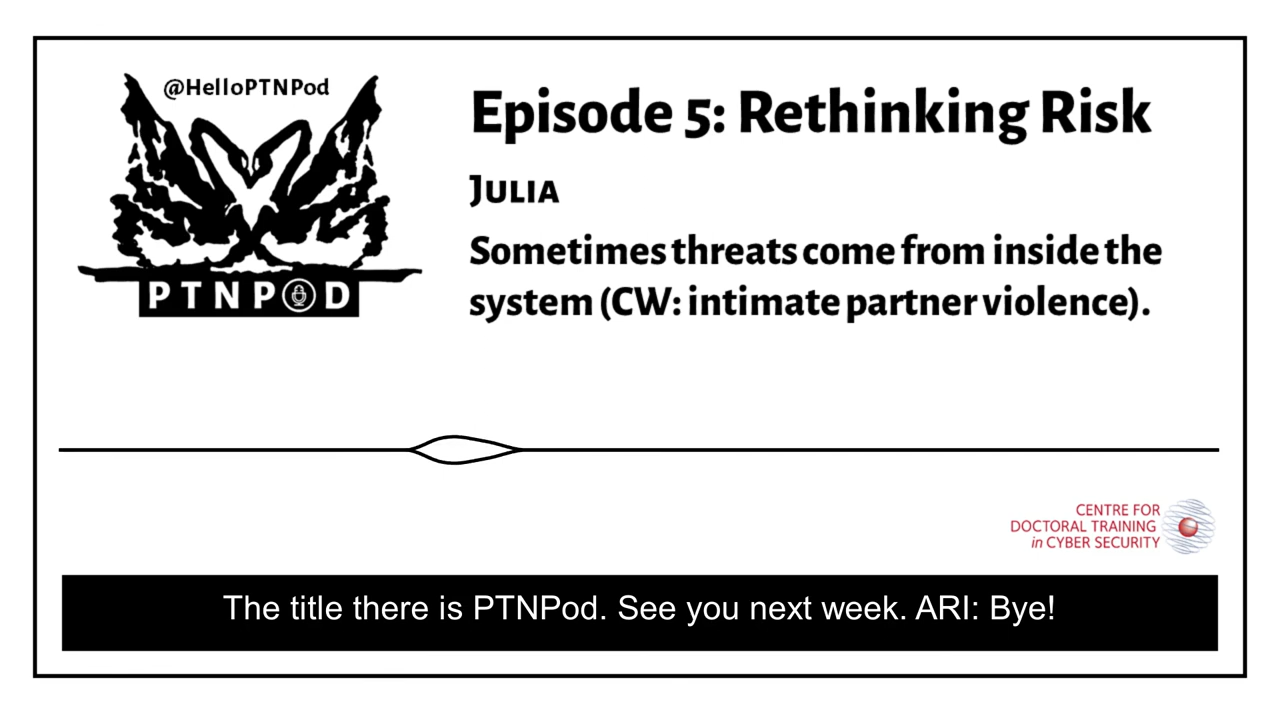 @HelloPTNPod
PTNPOD
Episode 5: Rethinking Risk
Julia
Sometimes threats come from inside the
system (CW: intimate partner violence).
CENTRE FOR
DOCTORAL TRAINING
in CYBER SECURITY
The title there is PTNPod. See you next week. ARI: Bye!